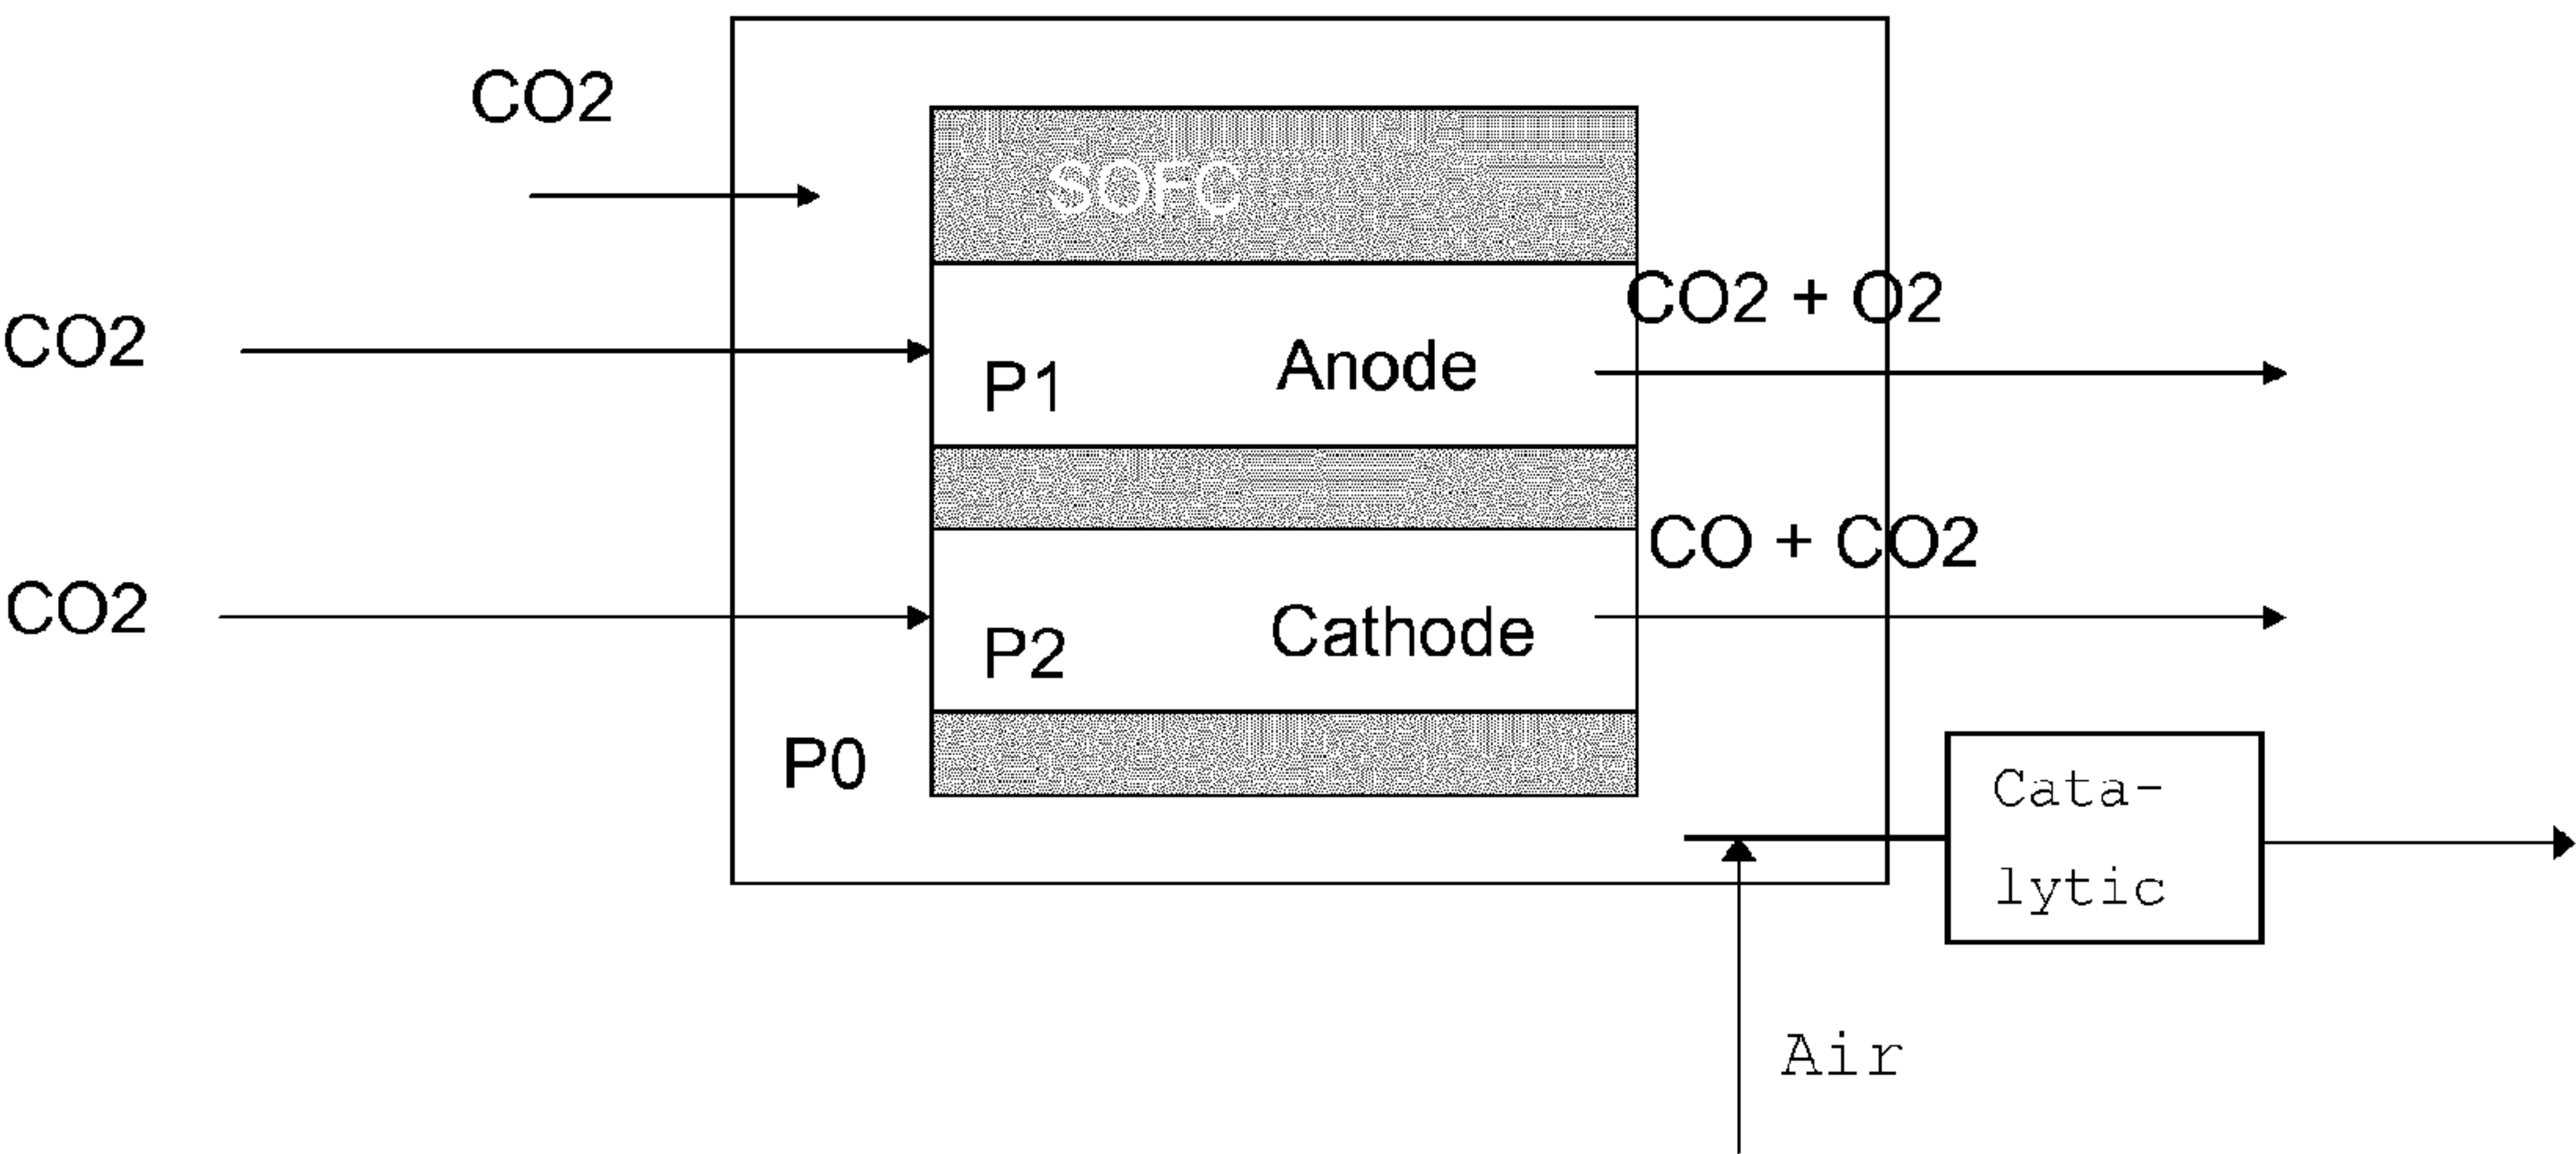 CO2
SOFC
CO2 + O2
CO2
Anode
P1
CO + CO2
CO2
Cathode
P2
P0
Cata-
lytic
Air